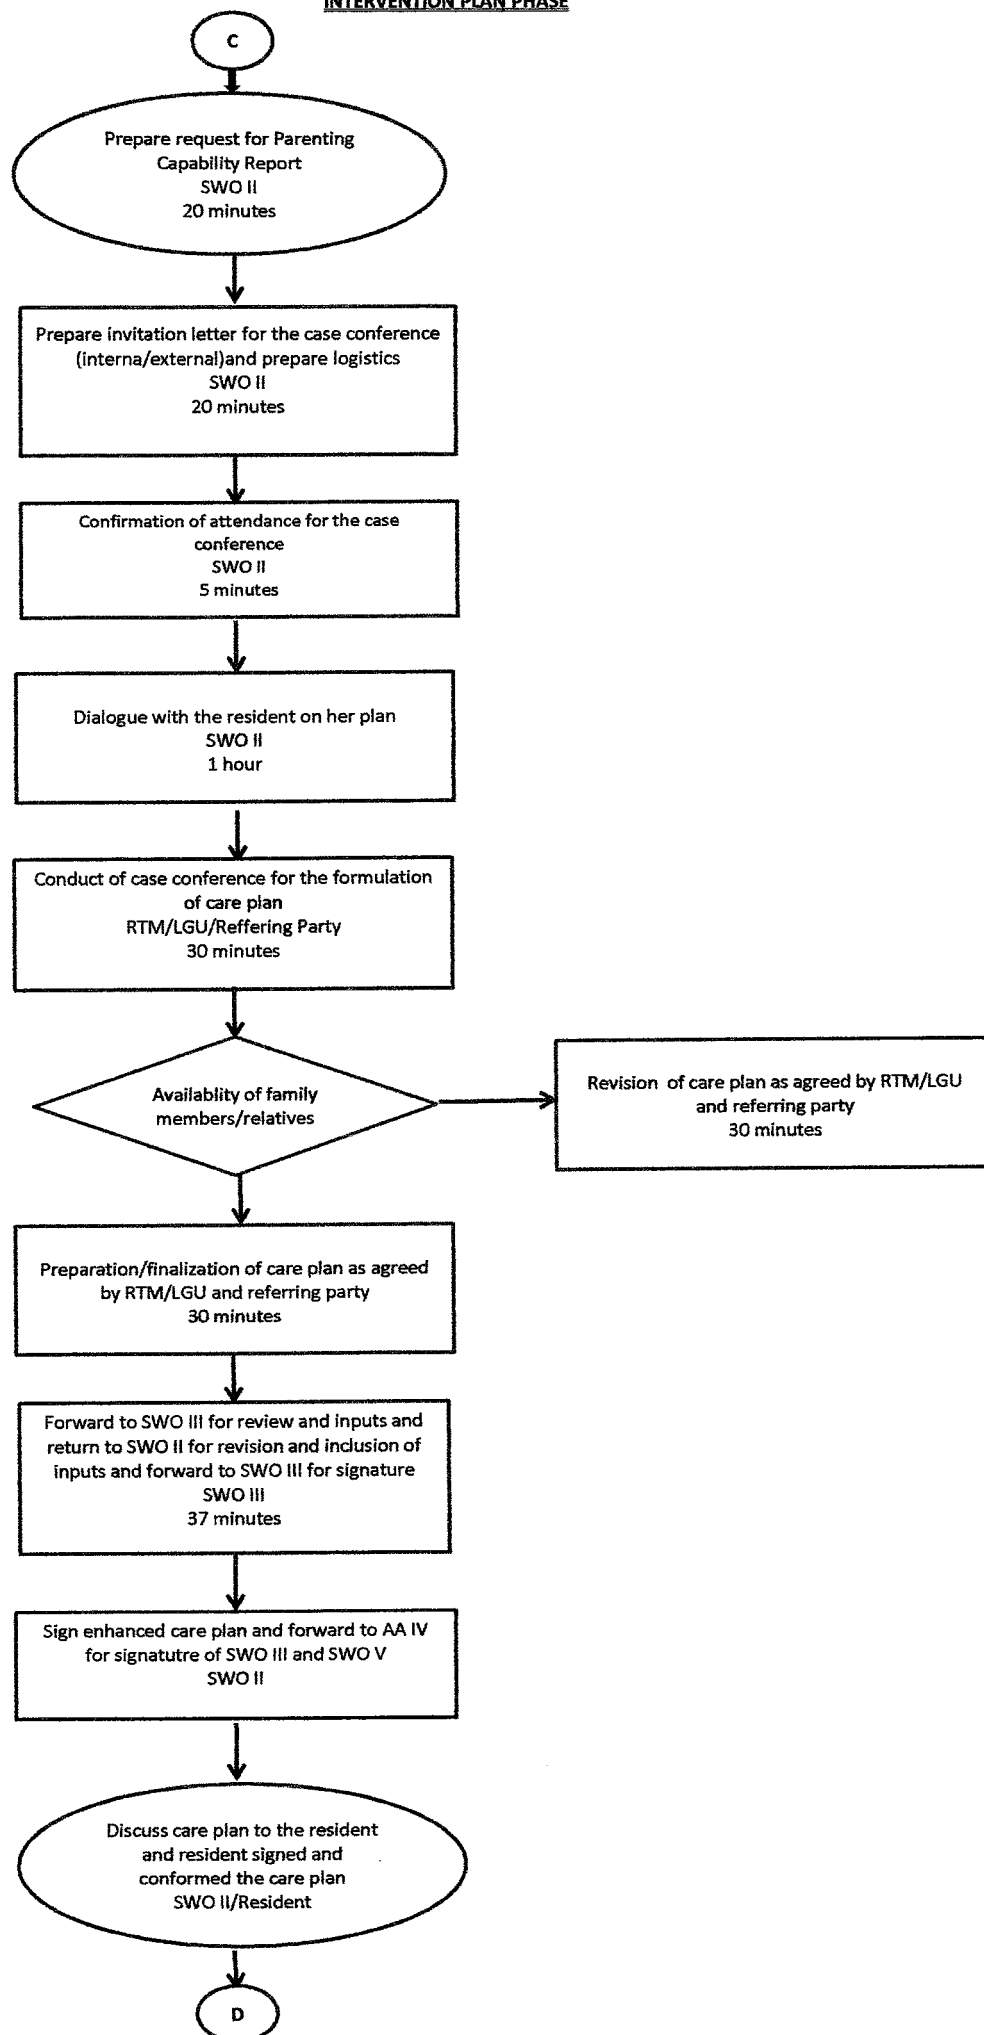 INTERVENTION PLAN PHASE
C
Prepare request for Parenting
Capability Report
SWO II
20 minutes
Prepare invitation letter for the case conference
(interna/external)and prepare logistics
SWO II
20 minutes
Confirmation of attendance for the case
conference
SWO II
5 minutes
Dialogue with the resident on her plan
SWO II
1 hour
Conduct of case conference for the formulation
of care plan
RTM/LGU/Reffering Party
30 minutes
Availablity of family
members/relatives
Revision of care plan as agreed by RTM/LGU
and referring party
30 minutes
Preparation/finalization of care plan as agreed
by RTM/LGU and referring party
30 minutes
Forward to SWO III for review and inputs and
return to SWO II for revision and inclusion of
inputs and forward to SWO III for signature
SWO III
37 minutes
Sign enhanced care plan and forward to AA IV
for signatutre of SWO III and SWO V
SWO II
Discuss care plan to the resident
and resident signed and
conformed the care plan
SWO II/Resident
D